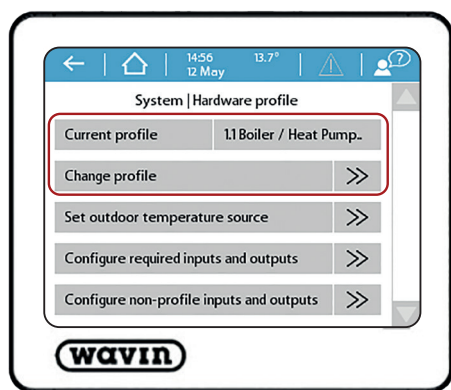 14:56 13.7°
12 May
System | Hardware profile
Current profile 1.1 Boiler / Heat Pump..
Change profile >>
Set outdoor temperature source >>
Configure required inputs and outputs >>
Configure non-profile inputs and outputs >>
wavin